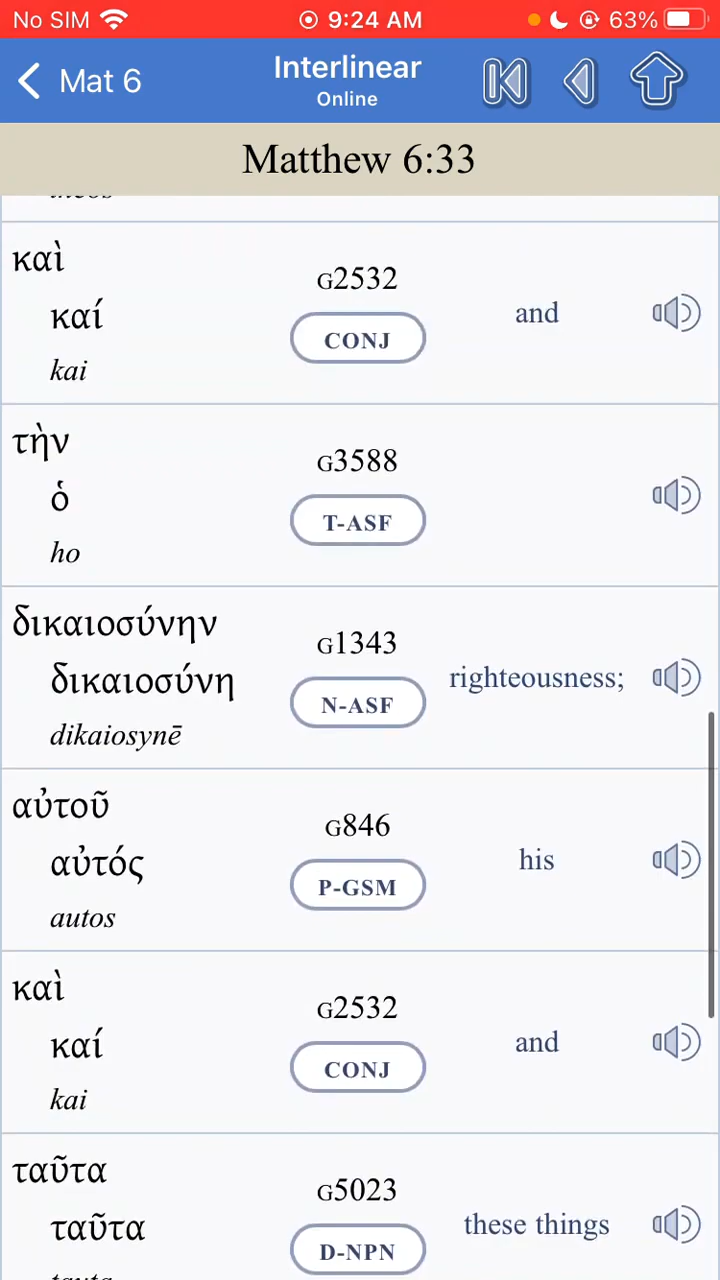 No SIM 9:24 AM 63%
Mat 6 Interlinear
Online
Matthew 6:33
καὶ
καί
kai
G2532
CONJ
and
τὴν
ὁ
ho
G3588
T-ASF
δικαιοσύνην
δικαιοσύνη
dikaiosynē
G1343
N-ASF
righteousness;
αὐτοῦ
αὐτός
autos
G846
P-GSM
his
καὶ
καί
kai
G2532
CONJ
and
ταῦτα
ταῦτα
G5023
D-NPN
these things